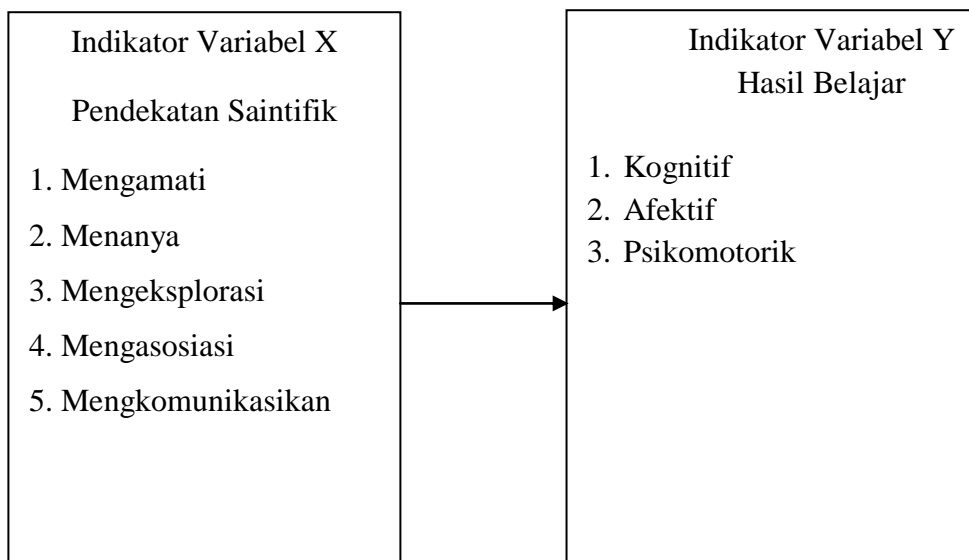 Indikator Variabel X
Pendekatan Saintifik
1. Mengamati
2. Menanya
3. Mengeksplorasi
4. Mengasosiasi
5. Mengkomunikasikan
Indikator Variabel Y
Hasil Belajar
1. Kognitif
2. Afektif
3. Psikomotorik